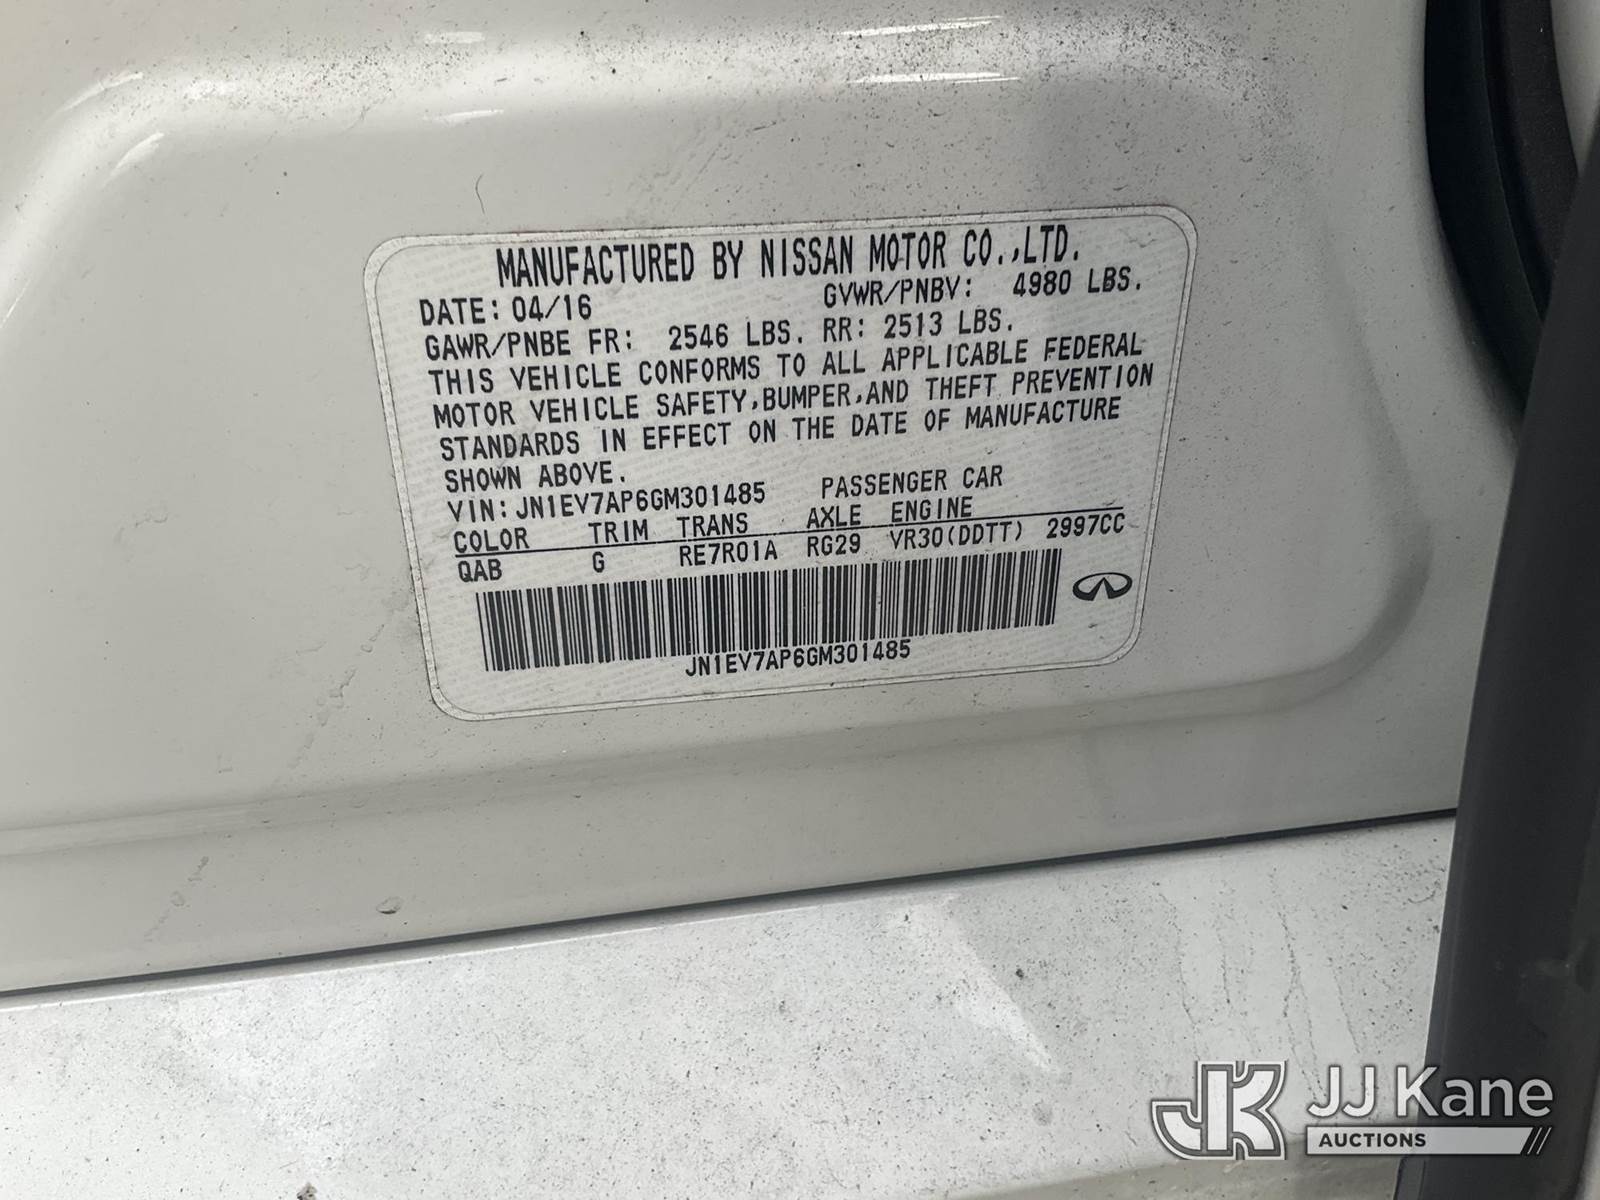 MANUFACTURED BY NISSAN MOTOR CO.,LTD.
DATE: 04/16 GVWR/PNBV: 4980 LBS.
GAWR/PNBE FR: 2546 LBS. RR: 2513 LBS.
THIS VEHICLE CONFORMS TO ALL APPLICABLE FEDERAL
MOTOR VEHICLE SAFETY,BUMPER,AND THEFT PREVENTION
STANDARDS IN EFFECT ON THE DATE OF MANUFACTURE
SHOWN ABOVE.
VIN: JN1EV7AP6GM301485 PASSENGER CAR
COLOR TRIM TRANS AXLE ENGINE
QAB G RE7R01A RG29 VR30(DDTT) 2997CC
JN1EV7AP6GM301485
JK JJ Kane
AUCTIONS